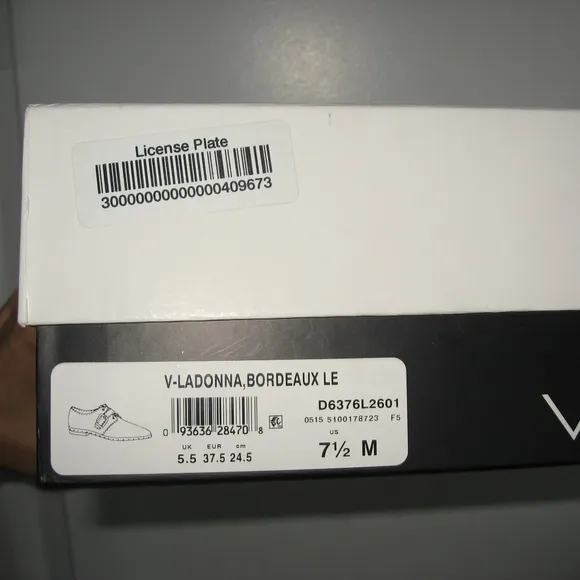 License Plate
30000000000000409673
V-LADONNA,BORDEAUX LE
D6376L2601
0 93636 28470 8
0515 5100178723 F5
UK EUR cm
5.5 37.5 24.5
US
7½ M
V